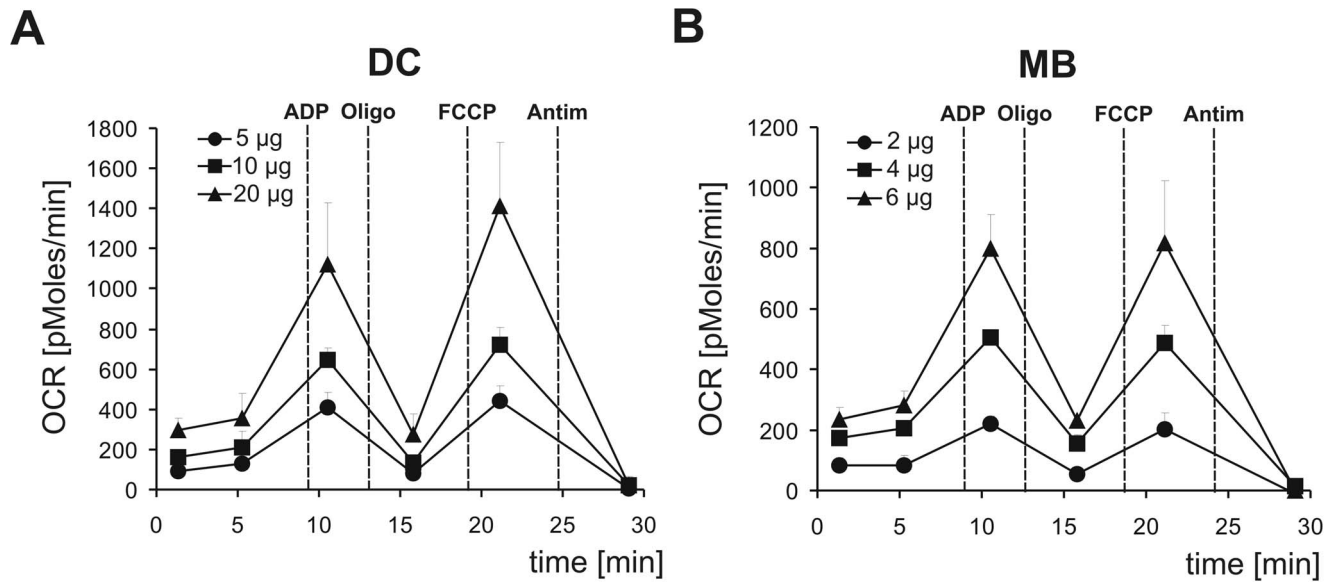 A
DC
ADP Oligo FCCP Antim
1800
1600
1400
1200
1000
800
600
400
200
0
OCR [pMoles/min]
5 µg
10 µg
20 µg
0 5 10 15 20 25 30
time [min]
B
MB
ADP Oligo FCCP Antim
1200
1000
800
600
400
200
0
OCR [pMoles/min]
2 µg
4 µg
6 µg
0 5 10 15 20 25 30
time [min]